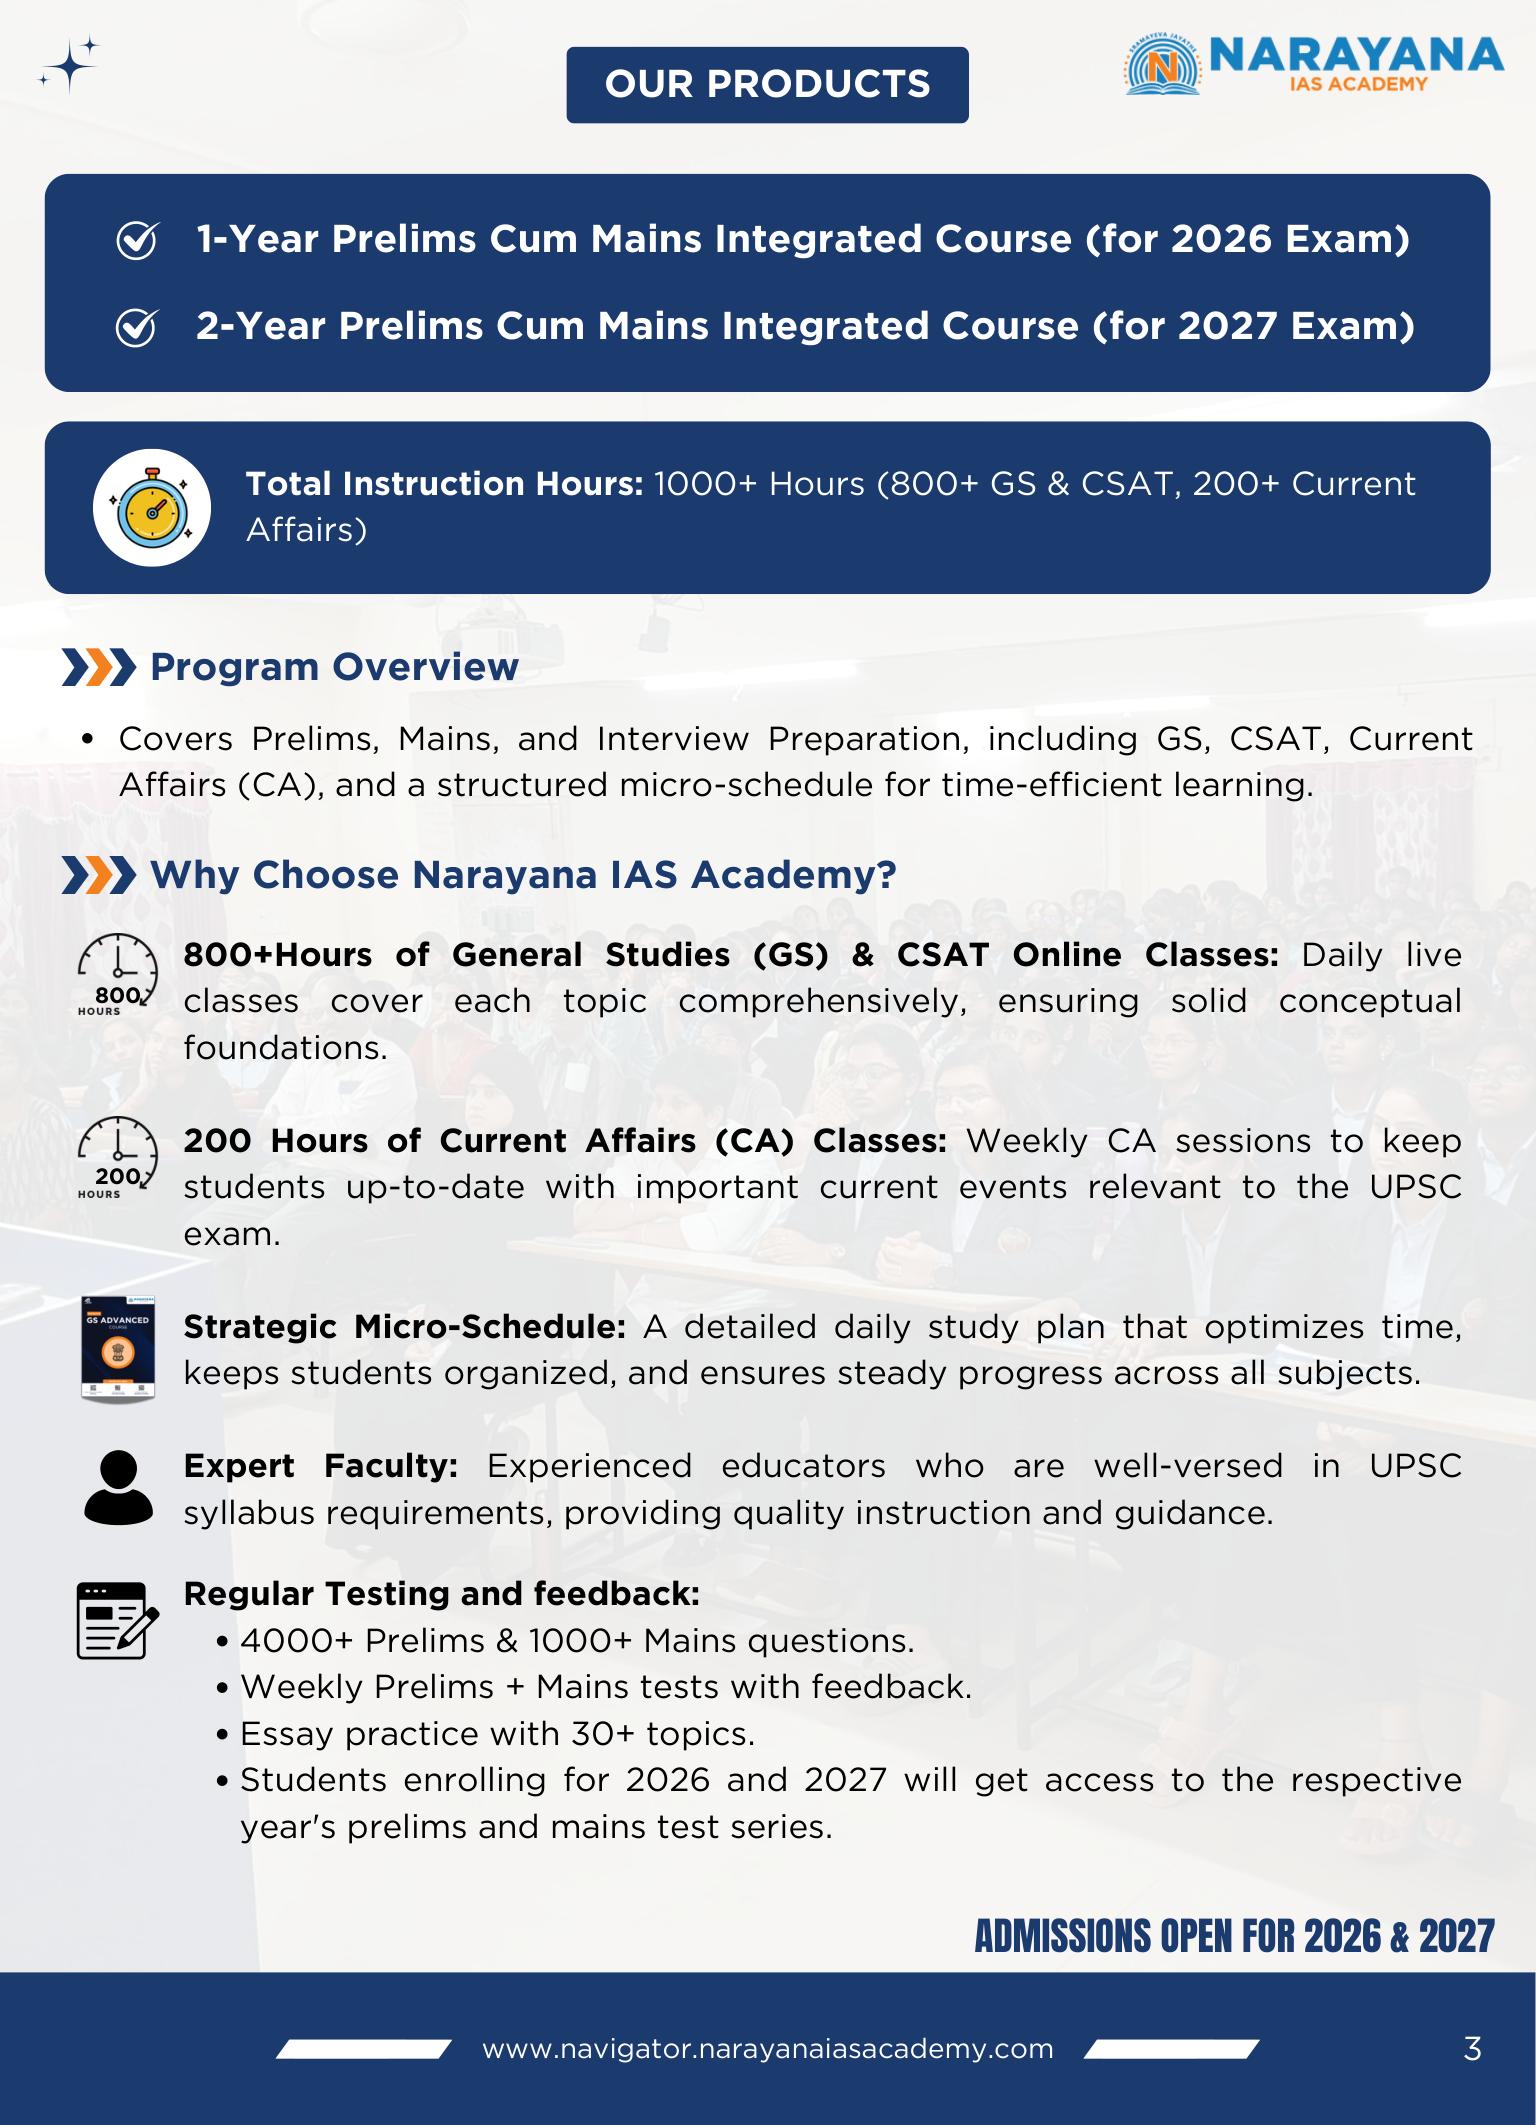 OUR PRODUCTS
SRAMAYEVA JAYATHE
N
NARAYANA
IAS ACADEMY
1-Year Prelims Cum Mains Integrated Course (for 2026 Exam)
2-Year Prelims Cum Mains Integrated Course (for 2027 Exam)
Total Instruction Hours: 1000+ Hours (800+ GS & CSAT, 200+ Current
Affairs)
Program Overview
• Covers Prelims, Mains, and Interview Preparation, including GS, CSAT, Current
Affairs (CA), and a structured micro-schedule for time-efficient learning.
Why Choose Narayana IAS Academy?
800
HOURS
800+Hours of General Studies (GS) & CSAT Online Classes: Daily live
classes cover each topic comprehensively, ensuring solid conceptual
foundations.
200
HOURS
200 Hours of Current Affairs (CA) Classes: Weekly CA sessions to keep
students up-to-date with important current events relevant to the UPSC
exam.
GS ADVANCED
COURSE
Strategic Micro-Schedule: A detailed daily study plan that optimizes time,
keeps students organized, and ensures steady progress across all subjects.
Expert Faculty: Experienced educators who are well-versed in UPSC
syllabus requirements, providing quality instruction and guidance.
Regular Testing and feedback:
• 4000+ Prelims & 1000+ Mains questions.
• Weekly Prelims + Mains tests with feedback.
• Essay practice with 30+ topics.
• Students enrolling for 2026 and 2027 will get access to the respective
year's prelims and mains test series.
ADMISSIONS OPEN FOR 2026 & 2027
www.navigator.narayanaiasacademy.com
3